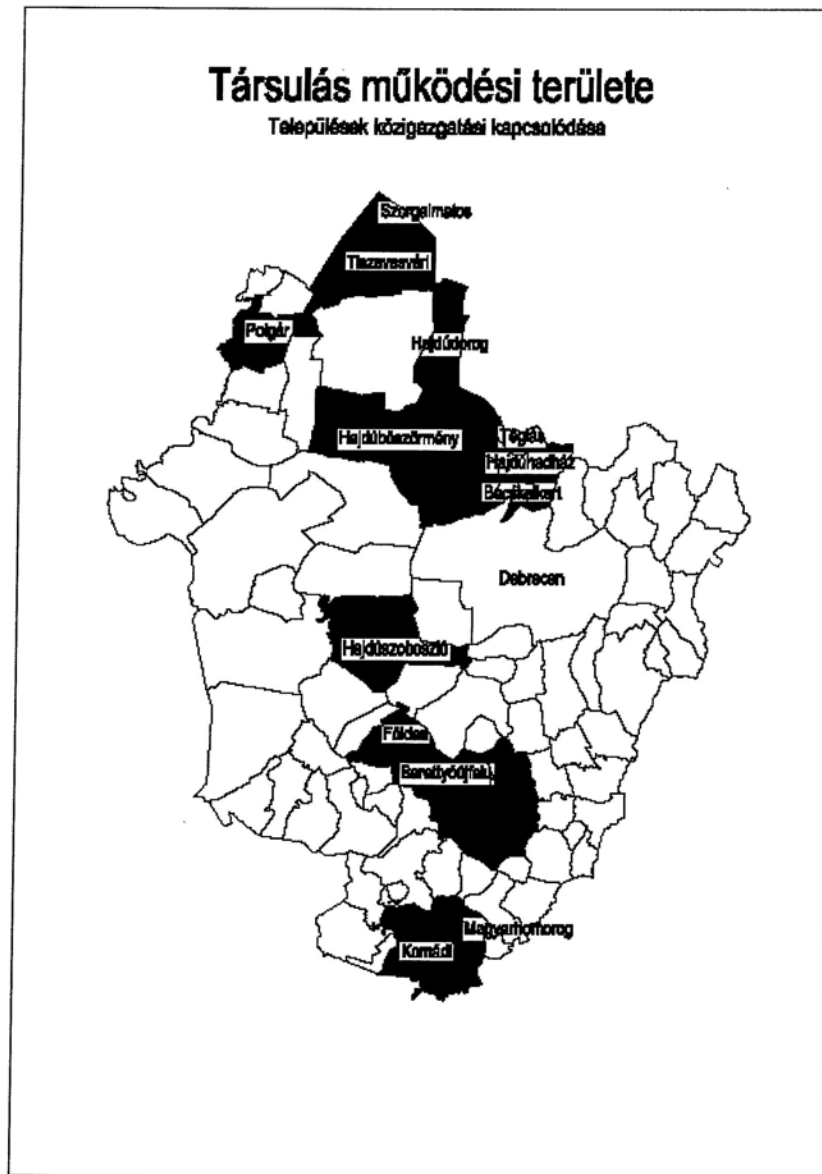 Társulás működési területe
Települések közigazgatási kapcsolódása
Szorgalmatos
Tiszavasvári
Polgár
Hajdúdorog
Hajdúböszörmény
Téglás
Hajdúhadház
Bocskaikert
Debrecen
Hajdúszoboszló
Földes
Berettyóújfalu
Magyarhomorog
Komádi